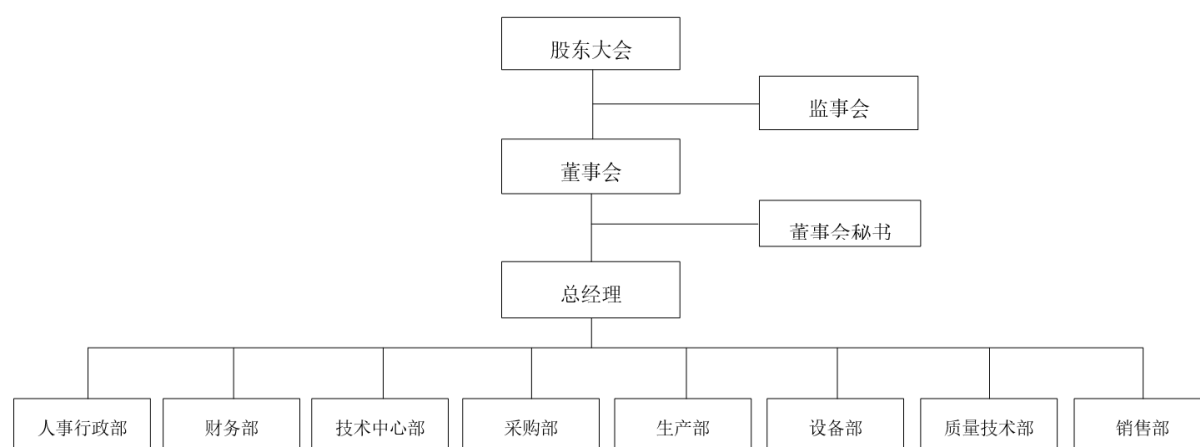 股东大会
监事会
董事会
董事会秘书
总经理
人事行政部
财务部
技术中心部
采购部
生产部
设备部
质量技术部
销售部